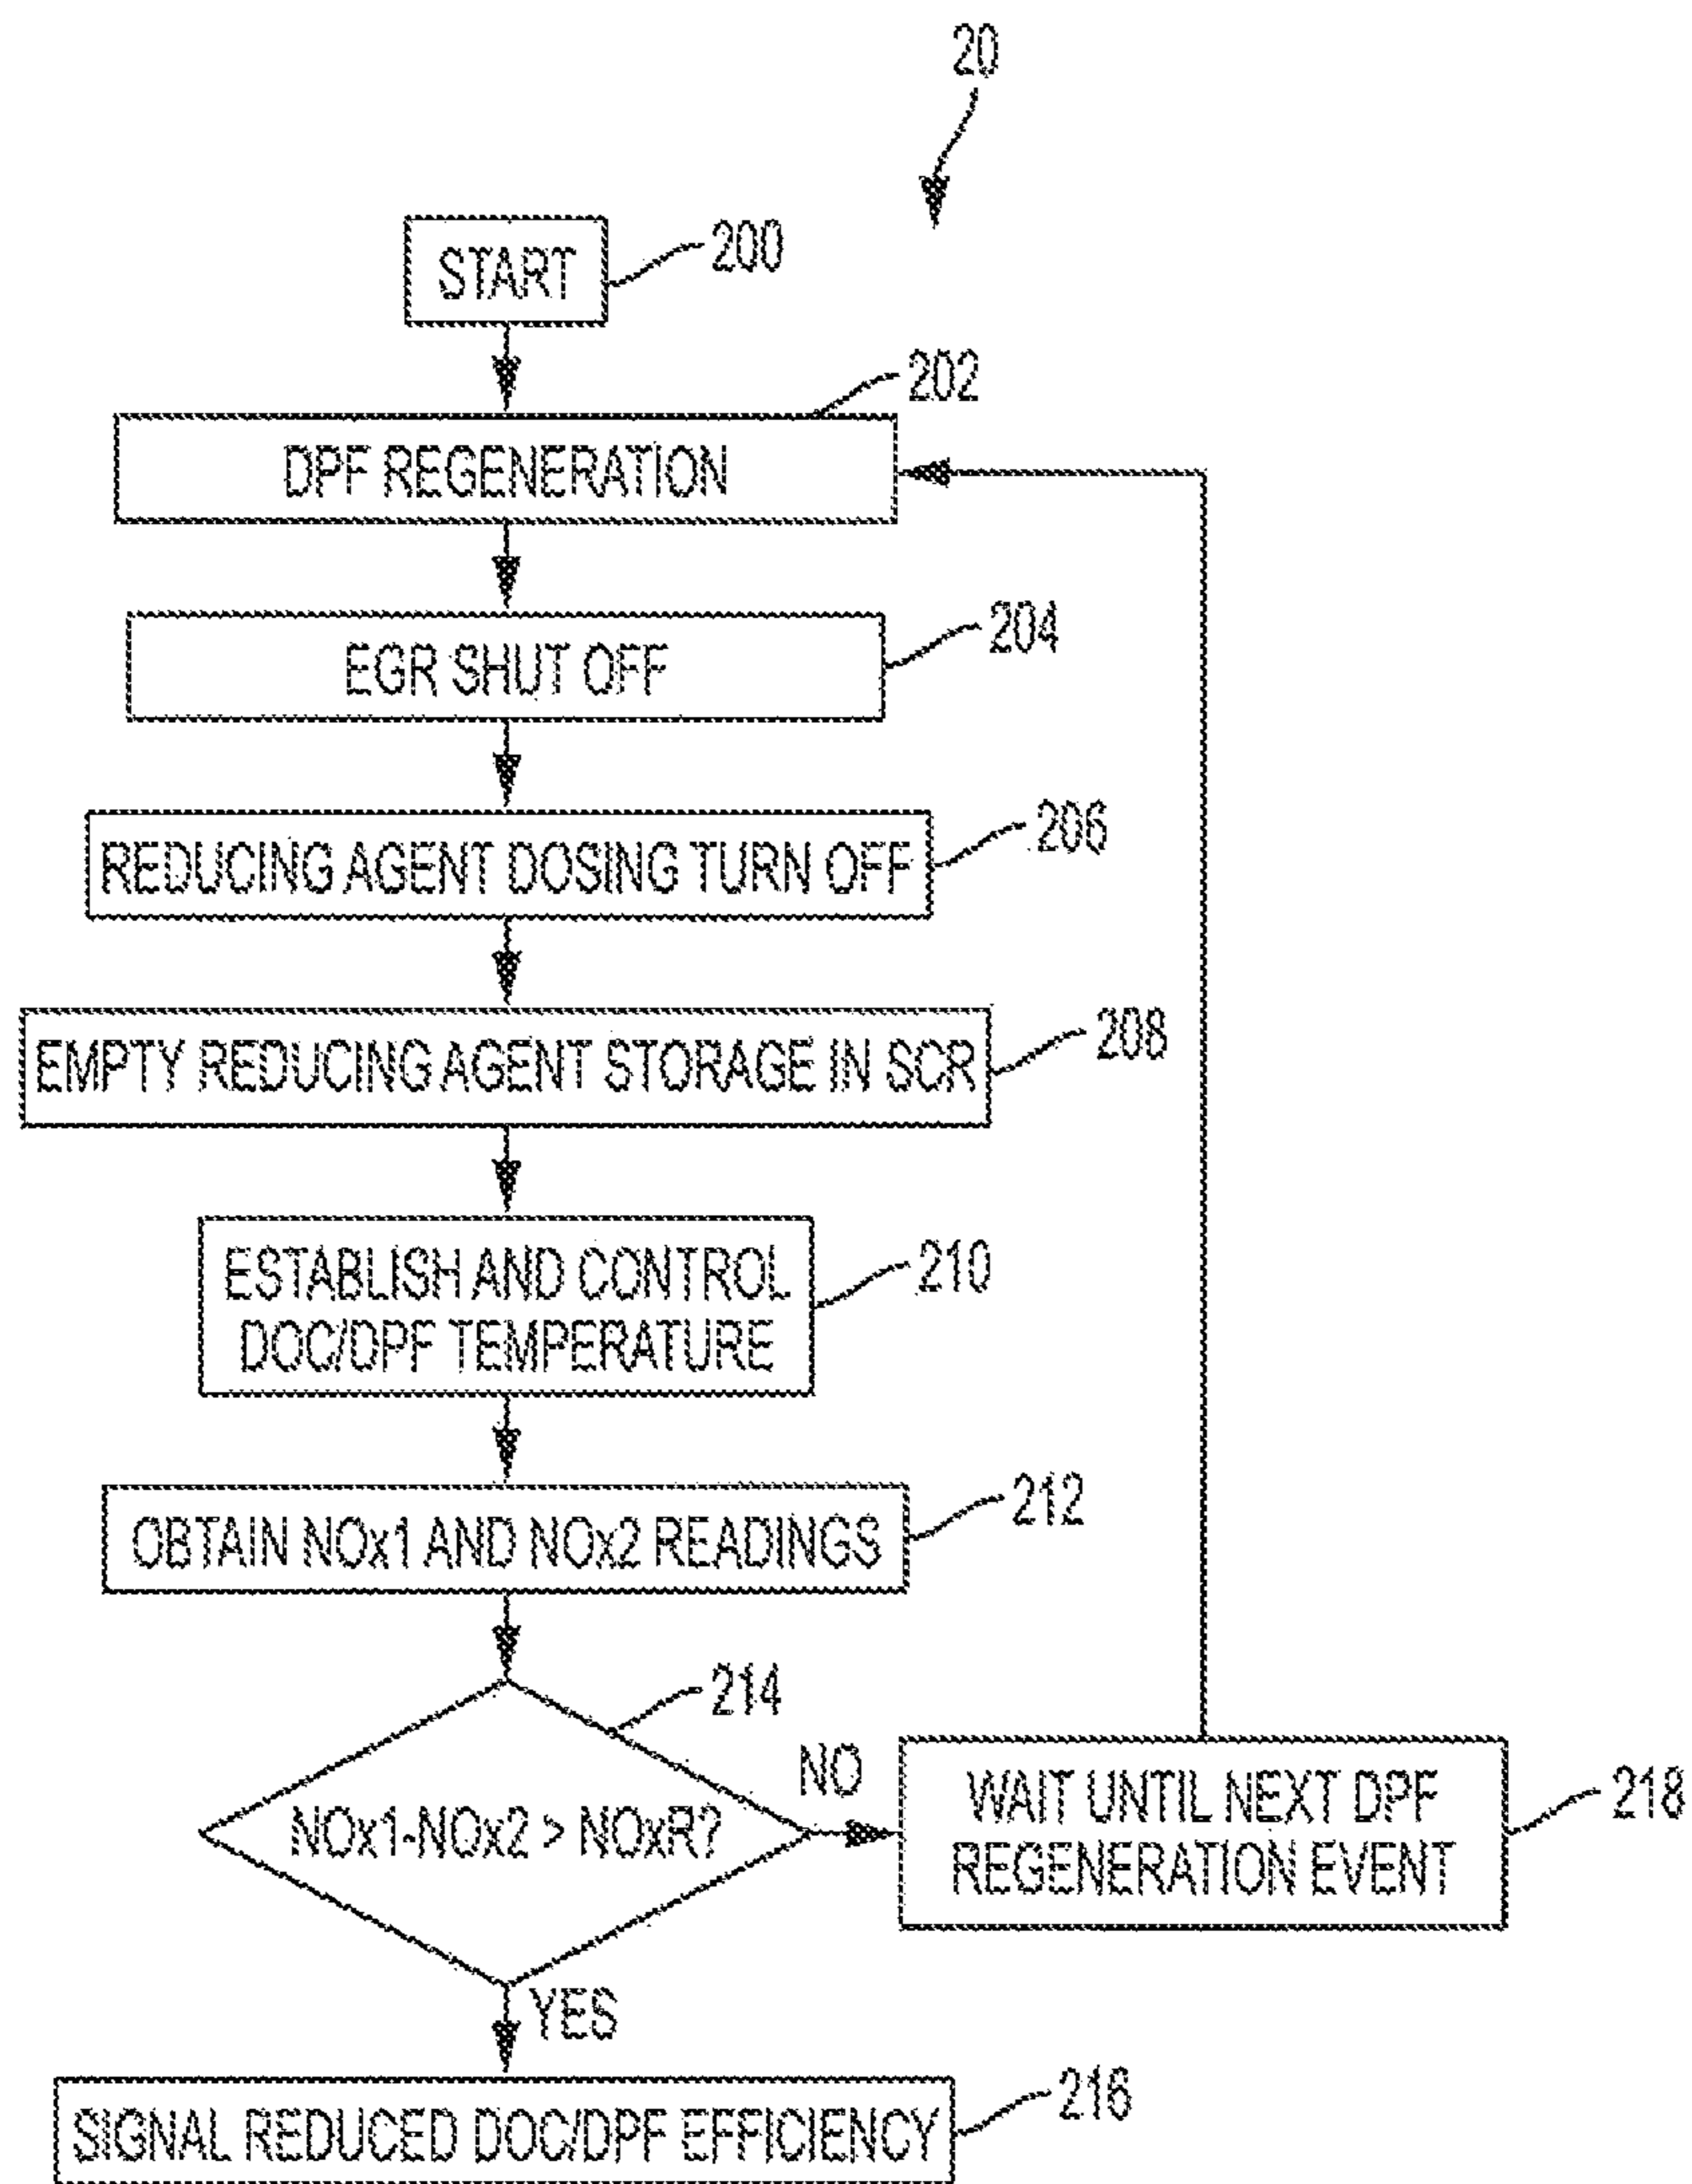 20
START
200
202
DPF REGENERATION
204
EGR SHUT OFF
206
REDUCING AGENT DOSING TURN OFF
208
EMPTY REDUCING AGENT STORAGE IN SCR
210
ESTABLISH AND CONTROL
DOC/DPF TEMPERATURE
212
OBTAIN NOx1 AND NOx2 READINGS
214
NO
NOx1-NOx2 > NOxR?
WAIT UNTIL NEXT DPF
REGENERATION EVENT
218
YES
216
SIGNAL REDUCED DOC/DPF EFFICIENCY